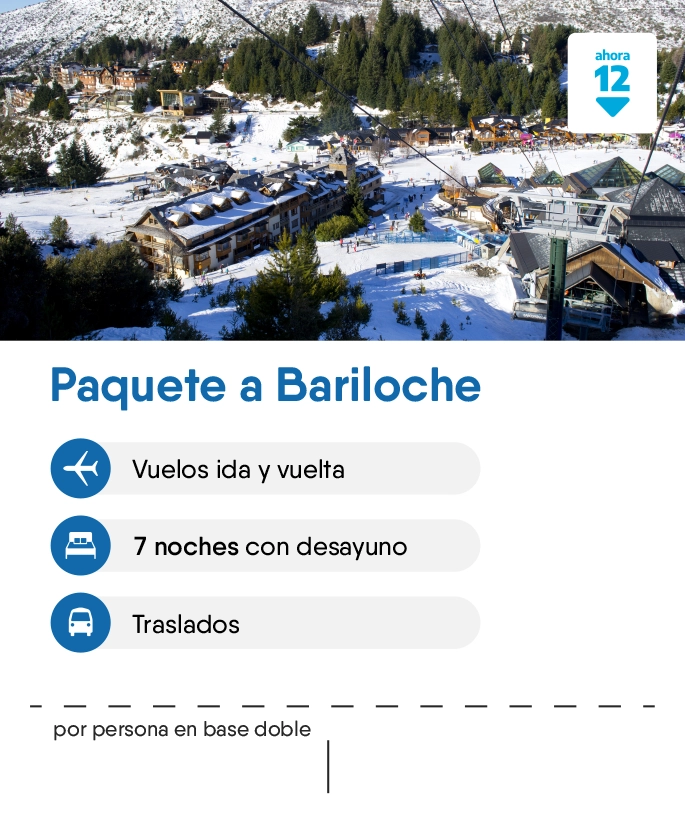 ahora
12
Paquete a Bariloche
Vuelos ida y vuelta
7 noches con desayuno
Traslados
por persona en base doble